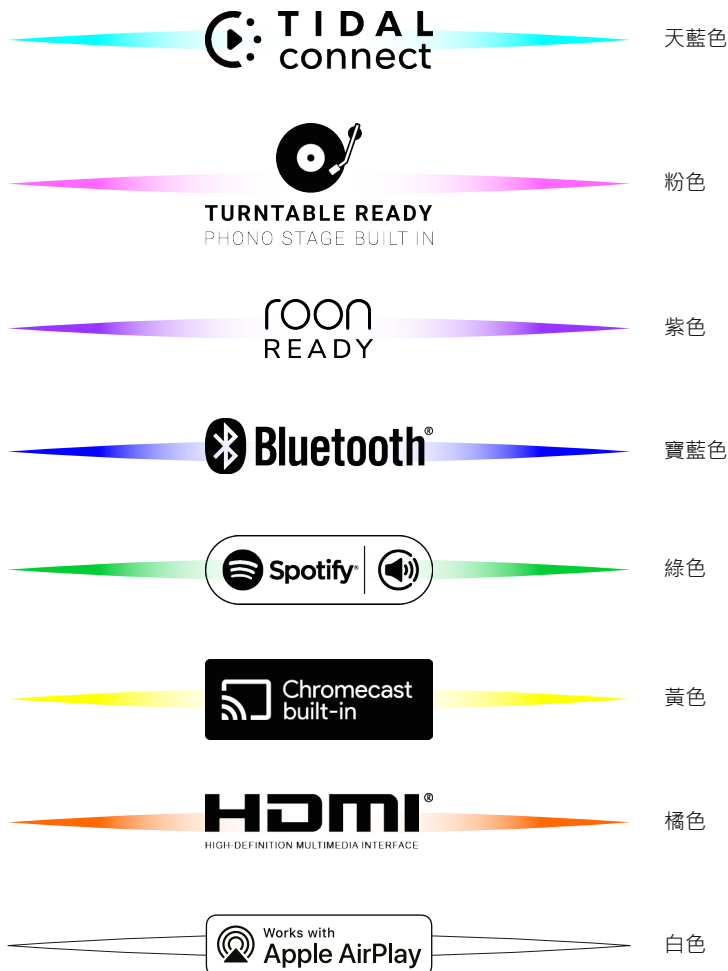 TIDAL
connect
天藍色
TURNTABLE READY
PHONO STAGE BUILT IN
粉色
roon
READY
紫色
Bluetooth®
寶藍色
Spotify®
綠色
Chromecast
built-in
黃色
HDMI®
HIGH-DEFINITION MULTIMEDIA INTERFACE
橘色
Works with
Apple AirPlay
白色